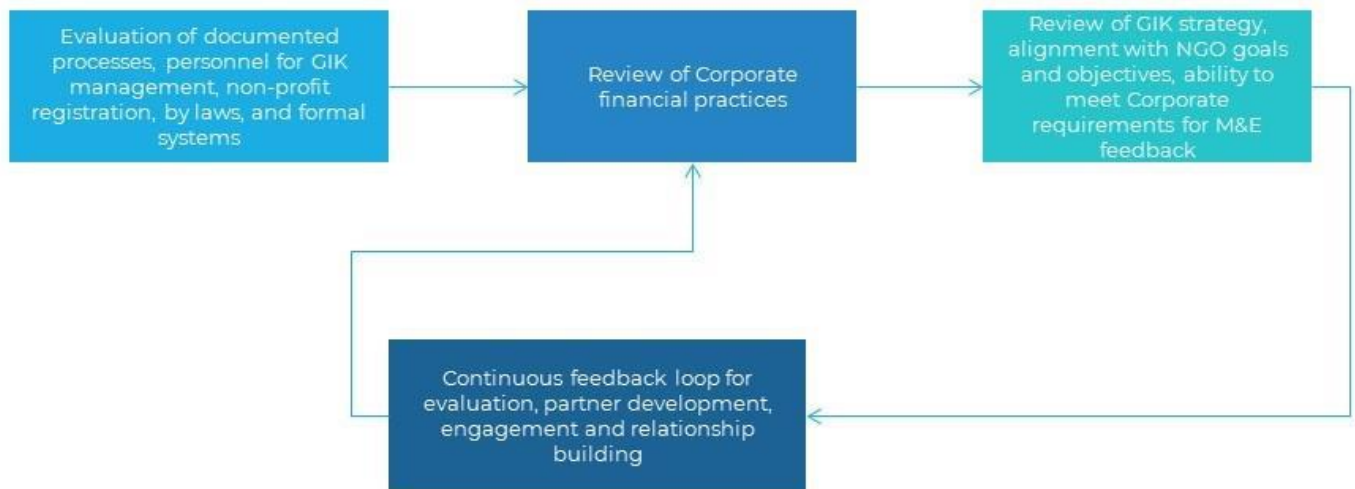 Evaluation of documented
processes, personnel for GIK
management, non-profit
registration, by laws, and formal
systems
Review of Corporate
financial practices
Review of GIK strategy,
alignment with NGO goals
and objectives, ability to
meet Corporate
requirements for M&E
feedback
Continuous feedback loop for
evaluation, partner development,
engagement and relationship
building